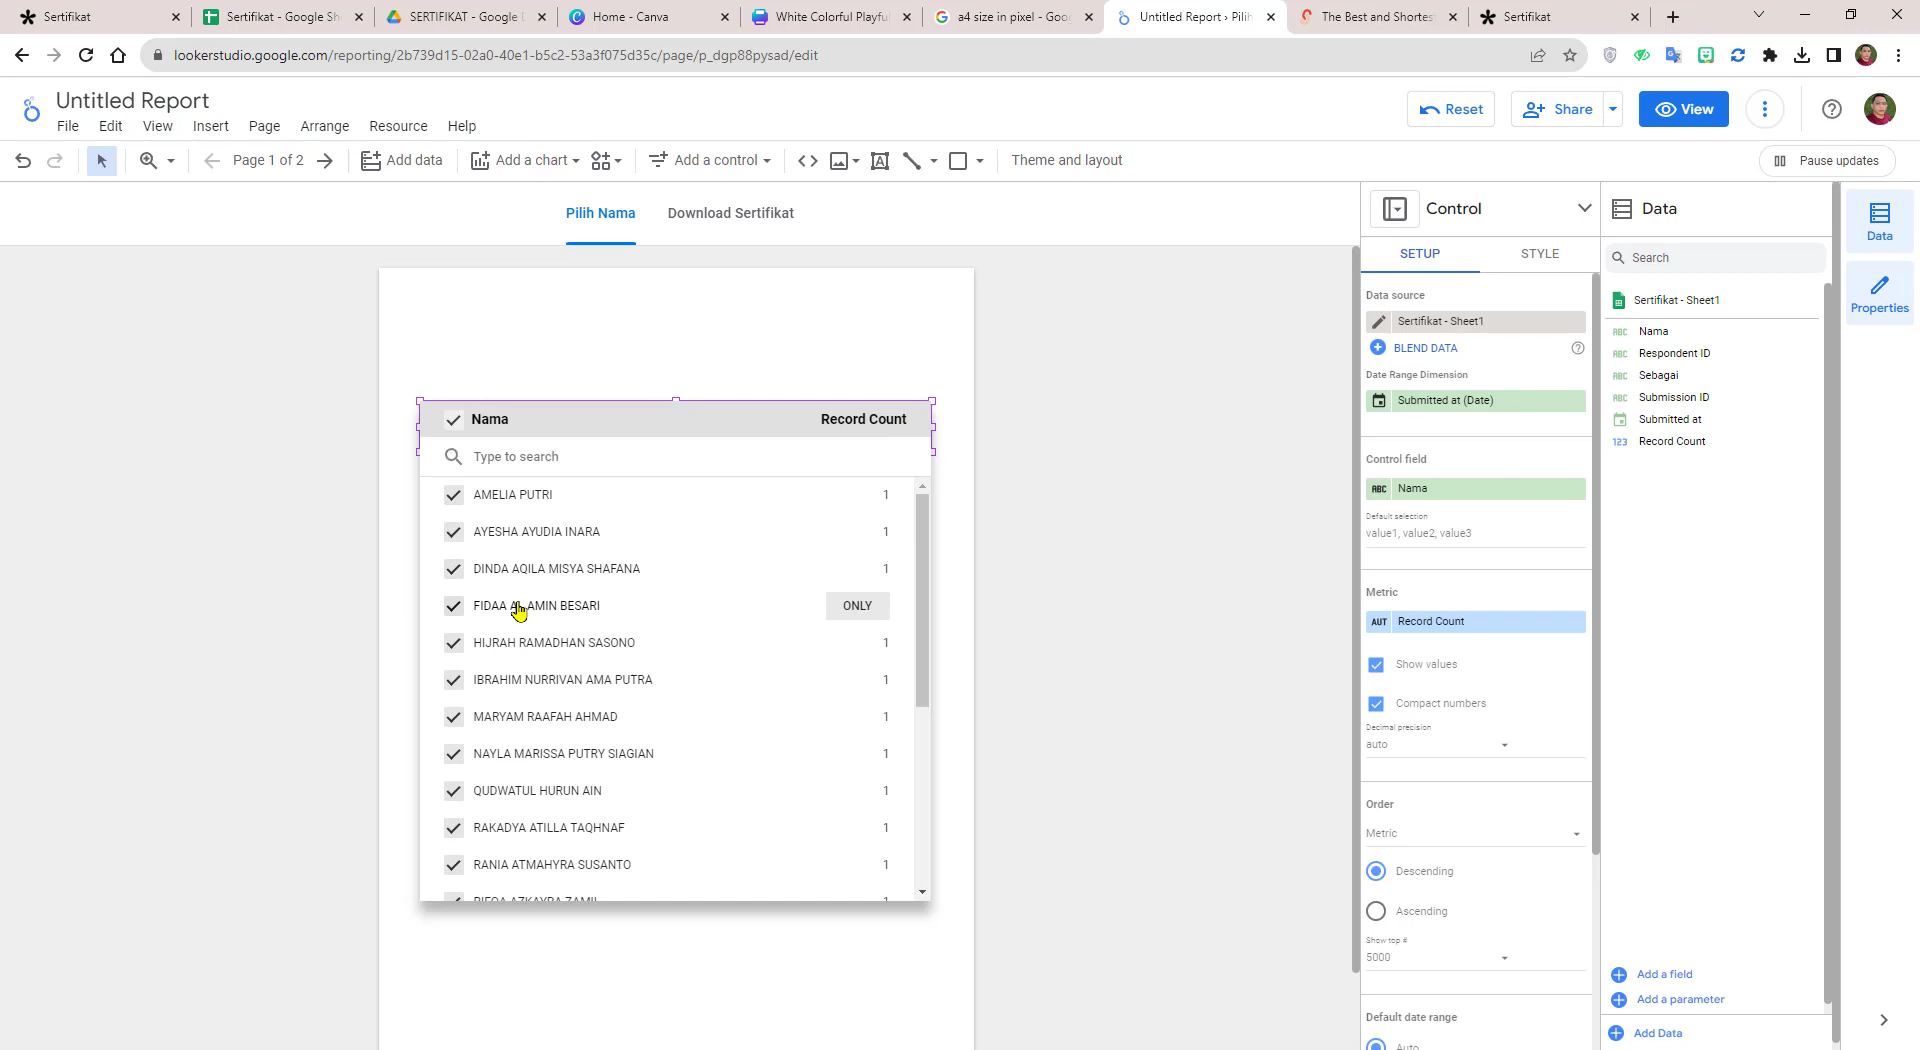 Sertifikat
Sertifikat - Google Sh
SERTIFIKAT - Google D
Home - Canva
White Colorful Playful
a4 size in pixel - Goo
Untitled Report › Pilih
The Best and Shortes
Sertifikat
lookerstudio.google.com/reporting/2b739d15-02a0-40e1-b5c2-53a3f075d35c/page/p_dgp88pysad/edit
Untitled Report
File Edit View Insert Page Arrange Resource Help
Reset
Share
View
Page 1 of 2
Add data
Add a chart
Add a control
Theme and layout
Pause updates
Pilih Nama
Download Sertifikat
Nama Record Count
Type to search
AMELIA PUTRI 1
AYESHA AYUDIA INARA 1
DINDA AQILA MISYA SHAFANA 1
FIDAA AL AMIN BESARI ONLY
HIJRAH RAMADHAN SASONO 1
IBRAHIM NURRIVAN AMA PUTRA 1
MARYAM RAAFAH AHMAD 1
NAYLA MARISSA PUTRY SIAGIAN 1
QUDWATUL HURUN AIN 1
RAKADYA ATILLA TAQHNAF 1
RANIA ATMAHYRA SUSANTO 1
Control
SETUP
STYLE
Data source
Sertifikat - Sheet1
BLEND DATA
Date Range Dimension
Submitted at (Date)
Control field
ABC Nama
Default selection
value1, value2, value3
Metric
AUT Record Count
Show values
Compact numbers
Decimal precision
auto
Order
Metric
Descending
Ascending
Show top #
5000
Default date range
Auto
Data
Search
Sertifikat - Sheet1
ABC Nama
ABC Respondent ID
ABC Sebagai
ABC Submission ID
Submitted at
123 Record Count
Add a field
Add a parameter
Add Data
Data
Properties